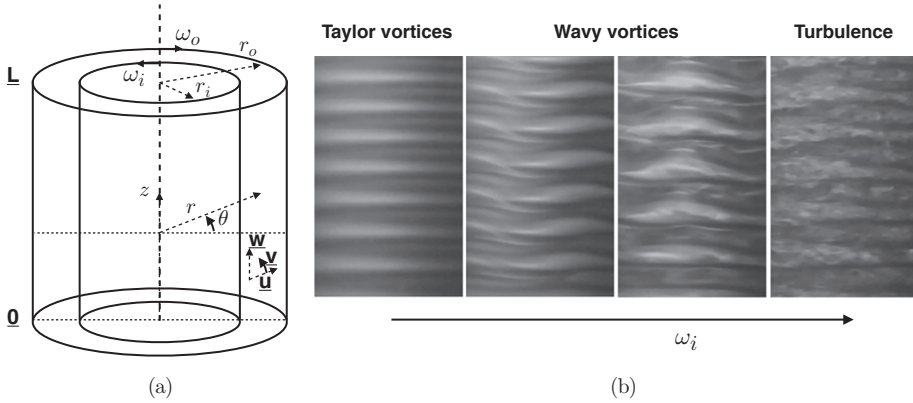 ω_o
r_o
L
ω_i
r_i
z
r
θ
w
v
u
0
(a)
Taylor vortices Wavy vortices Turbulence
ω_i
(b)